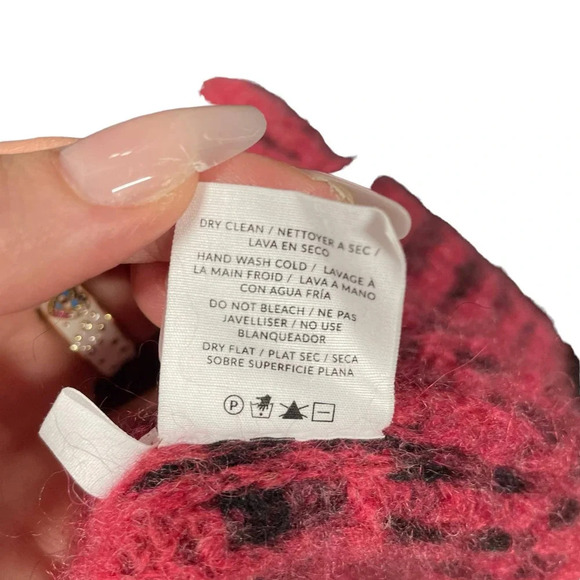 DRY CLEAN / NETTOYER A SEC /
LAVA EN SECO
HAND WASH COLD / LAVAGE À
LA MAIN FROID / LAVA A MANO
CON AGUA FRÍA
DO NOT BLEACH / NE PAS
JAVELLISER / NO USE
BLANQUEADOR
DRY FLAT / PLAT SEC / SECA
SOBRE SUPERFICIE PLANA
P